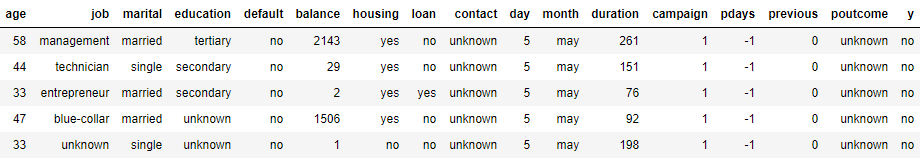 age job marital education default balance housing loan contact day month duration campaign pdays previous poutcome y
58 management married tertiary no 2143 yes no unknown 5 may 261 1 -1 0 unknown no
44 technician single secondary no 29 yes no unknown 5 may 151 1 -1 0 unknown no
33 entrepreneur married secondary no 2 yes yes unknown 5 may 76 1 -1 0 unknown no
47 blue-collar married unknown no 1506 yes no unknown 5 may 92 1 -1 0 unknown no
33 unknown single unknown no 1 no no unknown 5 may 198 1 -1 0 unknown no